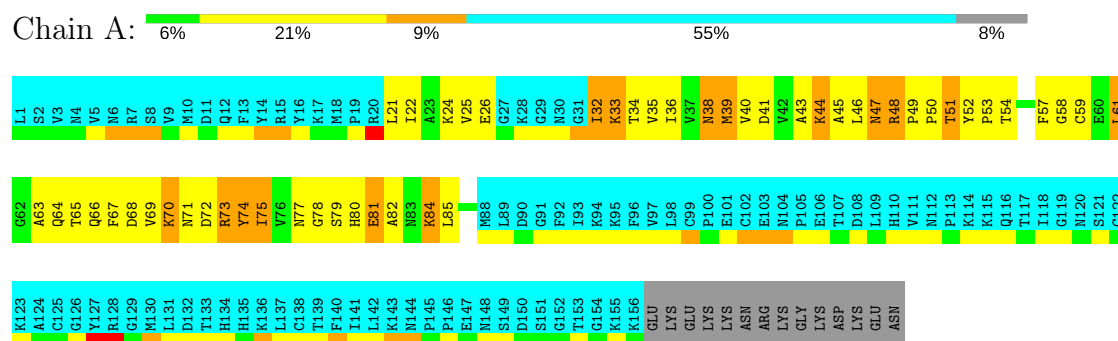 Chain A:
6% 21% 9% 55% 8%
L1 S2 V3 N4 V5 N6 R7 S8 V9 M10 D11 Q12 F13 Y14 R15 Y16 K17 M18 P19 R20 L21 I22 A23 K24 V25 E26 G27 K28 G29 N30 G31 I32 K33 T34 V35 I36 V37 N38 M39 V40 D41 V42 A43 K44 A45 L46 N47 R48 P49 P50 T51 Y52 P53 T54 F57 G58 C59 E60 L61
G62 A63 Q64 T65 Q66 F67 D68 V69 K70 N71 D72 R73 Y74 I75 V76 N77 G78 S79 H80 E81 A82 N83 K84 L85 M88 L89 D90 G91 F92 I93 K94 K95 F96 V97 L98 C99 P100 E101 C102 E103 N104 P105 E106 T107 D108 L109 H110 V111 N112 P113 K114 K115 Q116 T117 I118 G119 N120 S121 C122
K123 A124 C125 G126 Y127 R128 G129 M130 L131 D132 T133 H134 H135 K136 L137 C138 T139 F140 I141 L142 K143 N144 P145 P146 E147 N148 S149 D150 S151 G152 T153 G154 K155 K156 GLU LYS GLU LYS LYS ASN ARG LYS GLY LYS ASP LYS GLU ASN